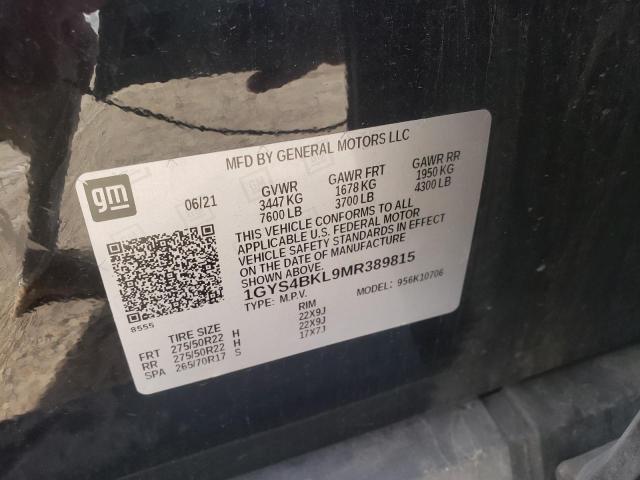 MFD BY GENERAL MOTORS LLC
gm
06/21
GVWR
3447 KG
7600 LB
GAWR FRT
1678 KG
3700 LB
GAWR RR
1950 KG
4300 LB
THIS VEHICLE CONFORMS TO ALL
APPLICABLE U.S. FEDERAL MOTOR
VEHICLE SAFETY STANDARDS IN EFFECT
ON THE DATE OF MANUFACTURE
SHOWN ABOVE.
1GYS4BKL9MR389815
TYPE: M.P.V. MODEL: 956K10706
8555
TIRE SIZE RIM
FRT 275/50R22 H 22X9J
RR 275/50R22 H 22X9J
SPA 265/70R17 S 17X7J